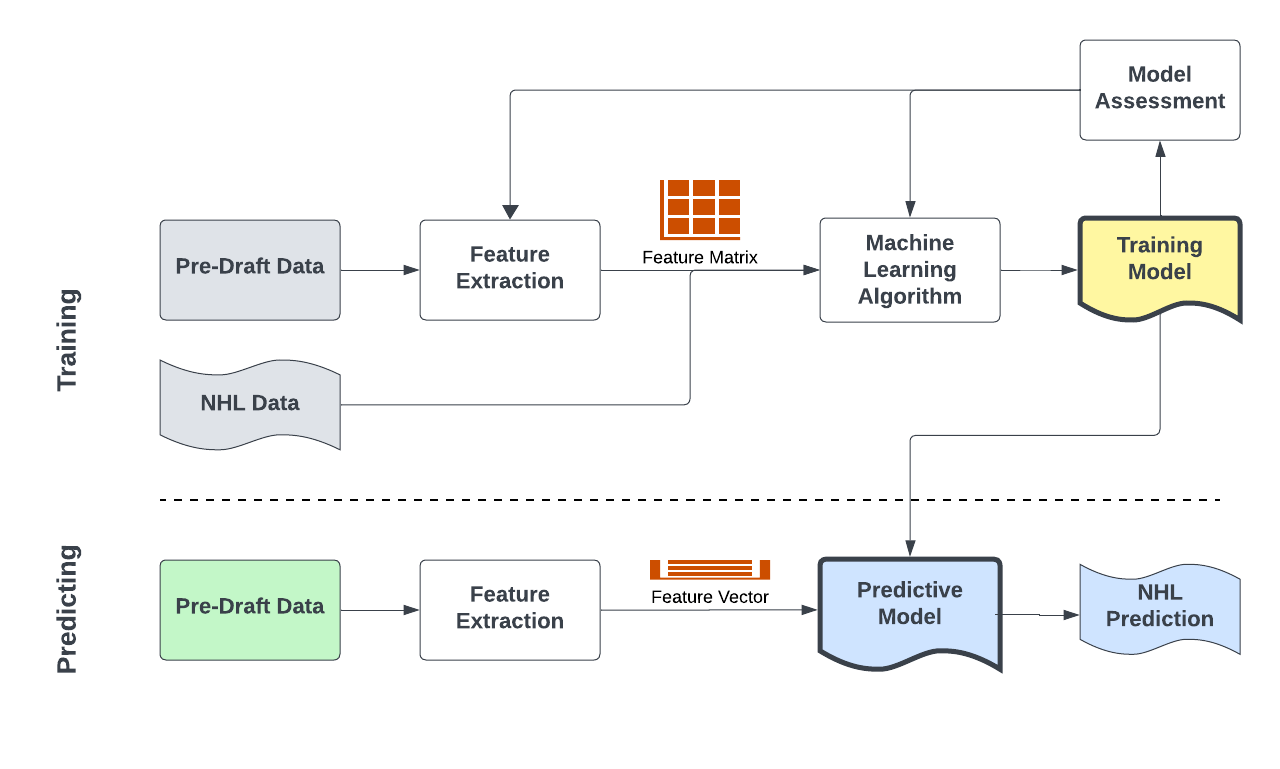 Model
Assessment
Training
Pre-Draft Data
Feature
Extraction
Feature Matrix
Machine
Learning
Algorithm
Training
Model
NHL Data
Predicting
Pre-Draft Data
Feature
Extraction
Feature Vector
Predictive
Model
NHL
Prediction